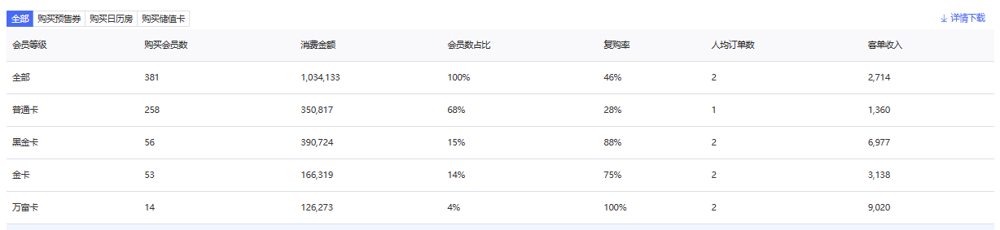 全部 购买预售券 购买日历房 购买储值卡 详情下载
会员等级 购买会员数 消费金额 会员数占比 复购率 人均订单数 客单收入
全部 381 1,034,133 100% 46% 2 2,714
普通卡 258 350,817 68% 28% 1 1,360
黑金卡 56 390,724 15% 88% 2 6,977
金卡 53 166,319 14% 75% 2 3,138
万富卡 14 126,273 4% 100% 2 9,020